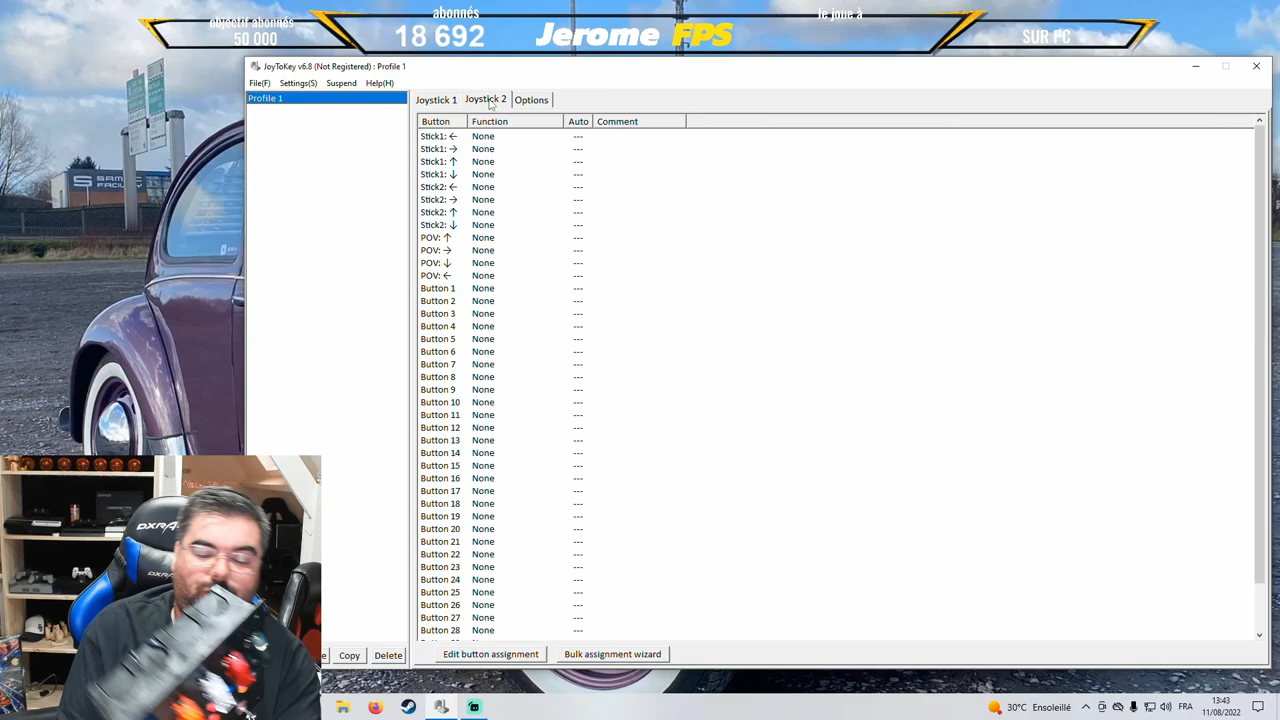 objectif abonnés
50 000
abonnés
18 692
Jerome FPS
Je joue à
SUR PC
JoyToKey v6.8 (Not Registered) : Profile 1
File(F) Settings(S) Suspend Help(H)
Profile 1
Joystick 1 Joystick 2 Options
Button Function Auto Comment
Stick1: ← None ---
Stick1: → None ---
Stick1: ↑ None ---
Stick1: ↓ None ---
Stick2: ← None ---
Stick2: → None ---
Stick2: ↑ None ---
Stick2: ↓ None ---
POV: ↑ None ---
POV: → None ---
POV: ↓ None ---
POV: ← None ---
Button 1 None ---
Button 2 None ---
Button 3 None ---
Button 4 None ---
Button 5 None ---
Button 6 None ---
Button 7 None ---
Button 8 None ---
Button 9 None ---
Button 10 None ---
Button 11 None ---
Button 12 None ---
Button 13 None ---
Button 14 None ---
Button 15 None ---
Button 16 None ---
Button 17 None ---
Button 18 None ---
Button 19 None ---
Button 20 None ---
Button 21 None ---
Button 22 None ---
Button 23 None ---
Button 24 None ---
Button 25 None ---
Button 26 None ---
Button 27 None ---
Button 28 None ---
Copy Delete
Edit button assignment Bulk assignment wizard
DXRA
DX
30°C Ensoleillé
FR
13:43
11/08/2022